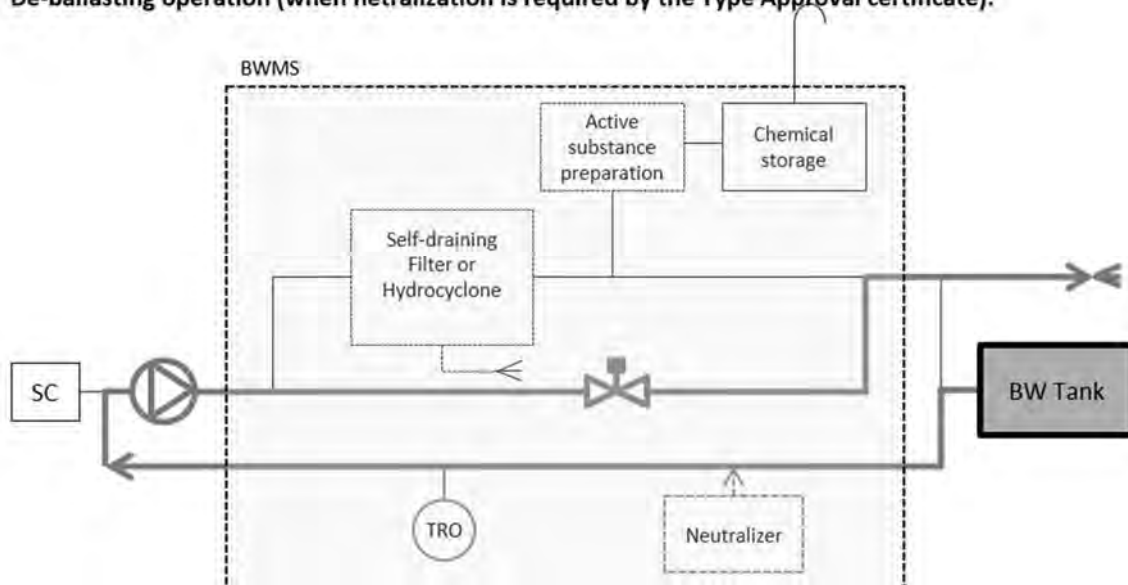 De-ballasting operation (when netralization is required by the Type Approval certificate):
BWMS
Active
substance
preparation
Chemical
storage
Self-draining
Filter or
Hydrocyclone
SC
BW Tank
TRO
Neutralizer